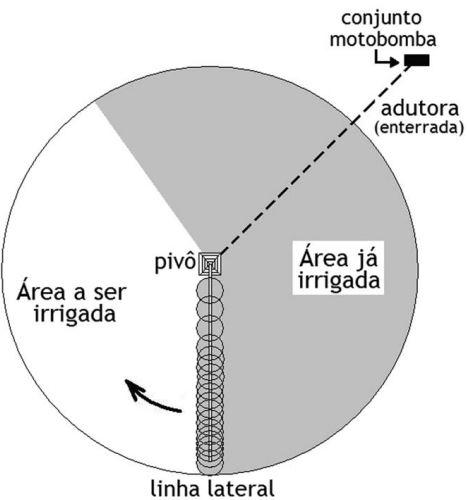 conjunto
motobomba
adutora
(enterrada)
pivô
Área já
irrigada
Área a ser
irrigada
linha lateral